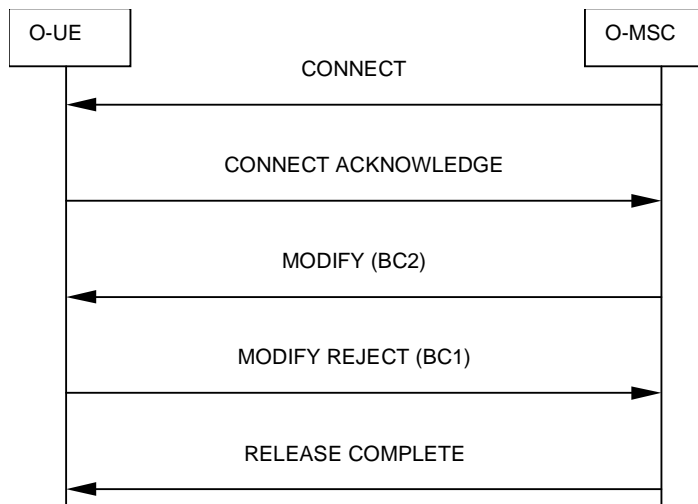 O-UE
O-MSC
CONNECT
CONNECT ACKNOWLEDGE
MODIFY (BC2)
MODIFY REJECT (BC1)
RELEASE COMPLETE